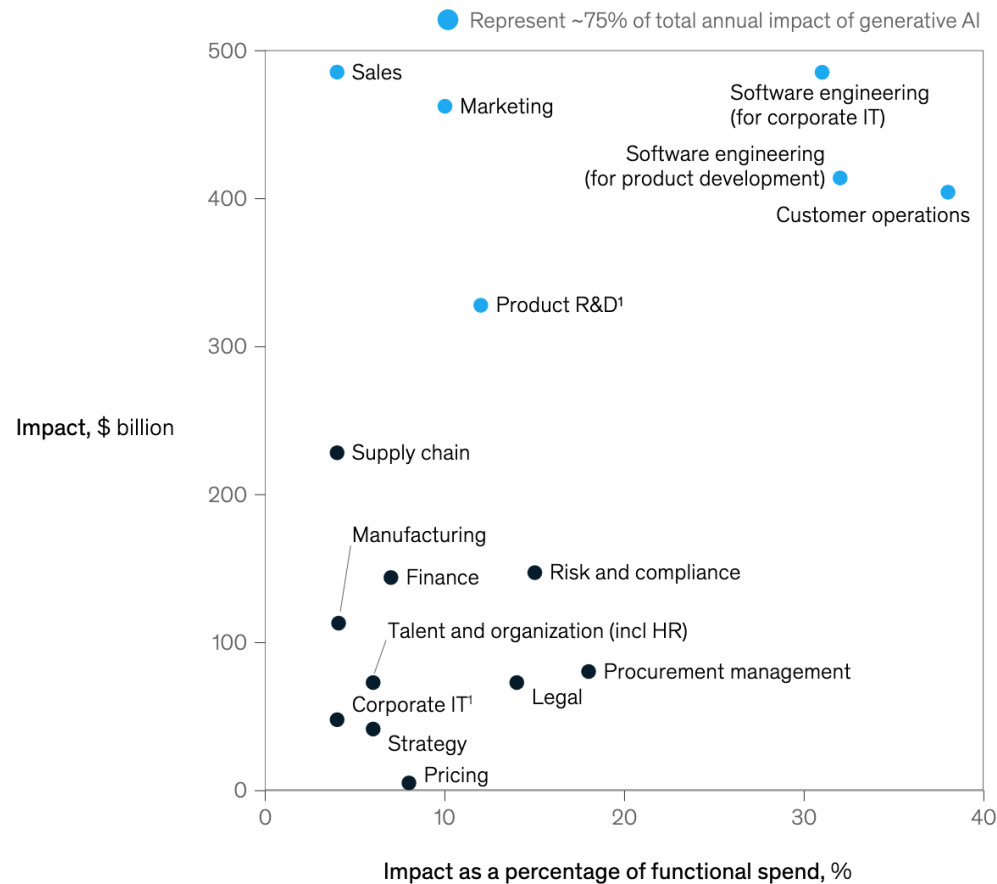 Represent ~75% of total annual impact of generative AI
500
Sales
Software engineering
(for corporate IT)
Marketing
Software engineering
(for product development)
400
Customer operations
Product R&D¹
300
Impact, $ billion
Supply chain
200
Manufacturing
Finance
Risk and compliance
Talent and organization (incl HR)
100
Procurement management
Legal
Corporate IT¹
Strategy
Pricing
0
0
10
20
30
40
Impact as a percentage of functional spend, %